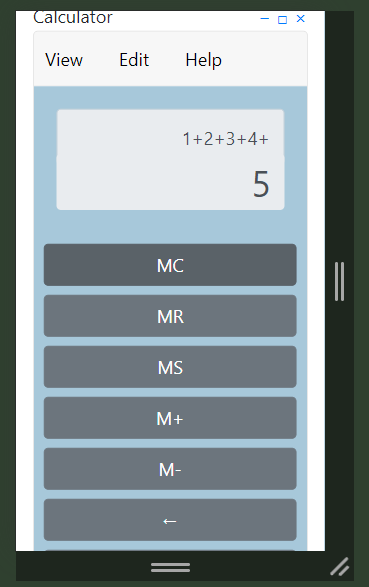 Calculator
View Edit Help
1+2+3+4+
5
MC
MR
MS
M+
M-
←